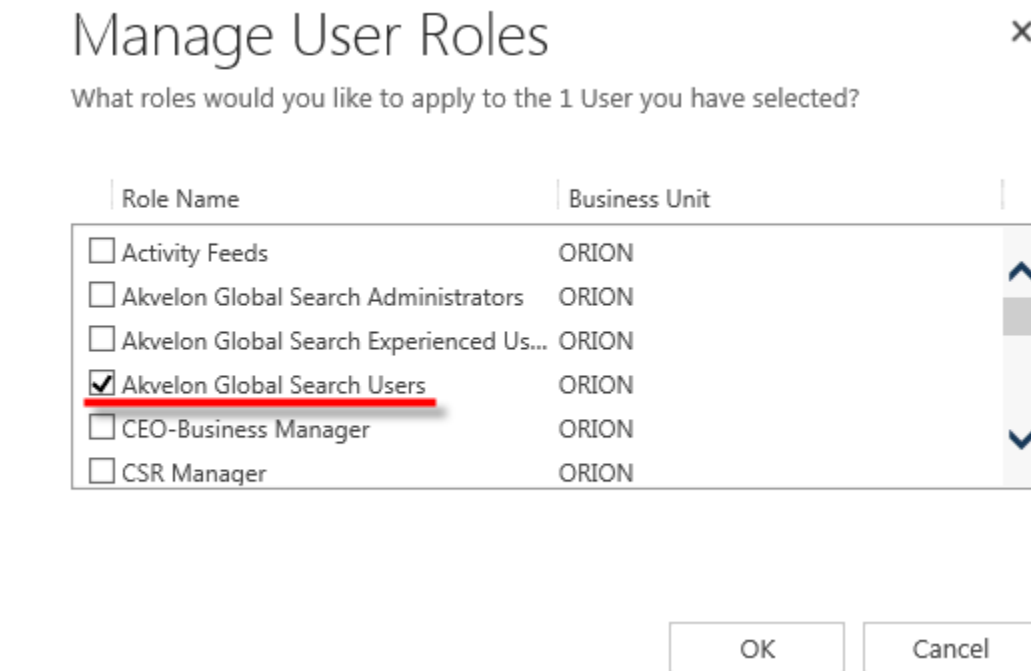 Manage User Roles
What roles would you like to apply to the 1 User you have selected?
Role Name Business Unit
Activity Feeds ORION
Akvelon Global Search Administrators ORION
Akvelon Global Search Experienced Us... ORION
Akvelon Global Search Users ORION
CEO-Business Manager ORION
CSR Manager ORION
OK Cancel